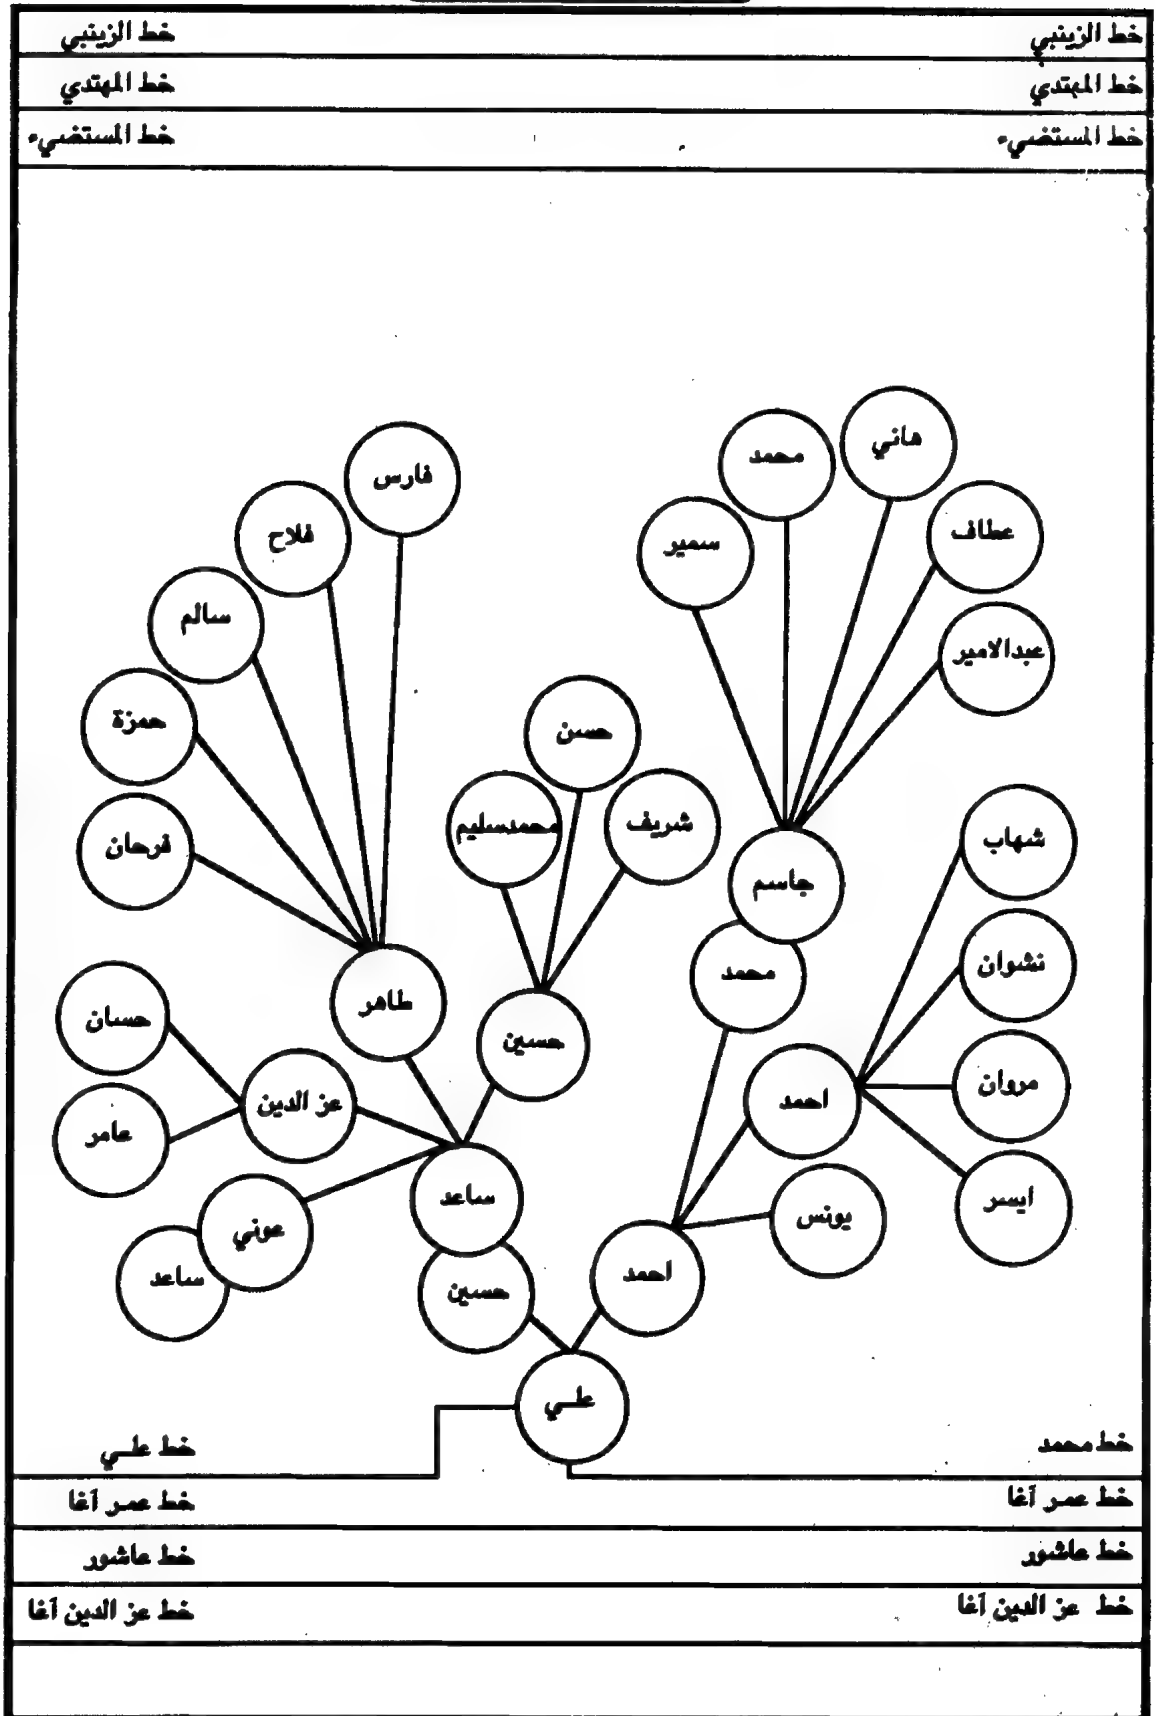 خط الزينبي خط الزينبي
خط المهتدي خط المهتدي
خط المستضيء خط المستضيء
هاني
محمد
فارس
عطاف
سمير
فلاح
سالم
عبدالامير
حمزة
حسن
شريف
محمدسليم
شهاب
فرحان
جاسم
نشوان
محمد
طاهر
حسان
حسين
مروان
احمد
عز الدين
عامر
ايسر
ساعد
يونس
عوني
احمد
ساعد
حسين
علي
خط محمد خط علي
خط عمر آغا خط عمر آغا
خط عاشور خط عاشور
خط عز الدين آغا خط عز الدين آغا